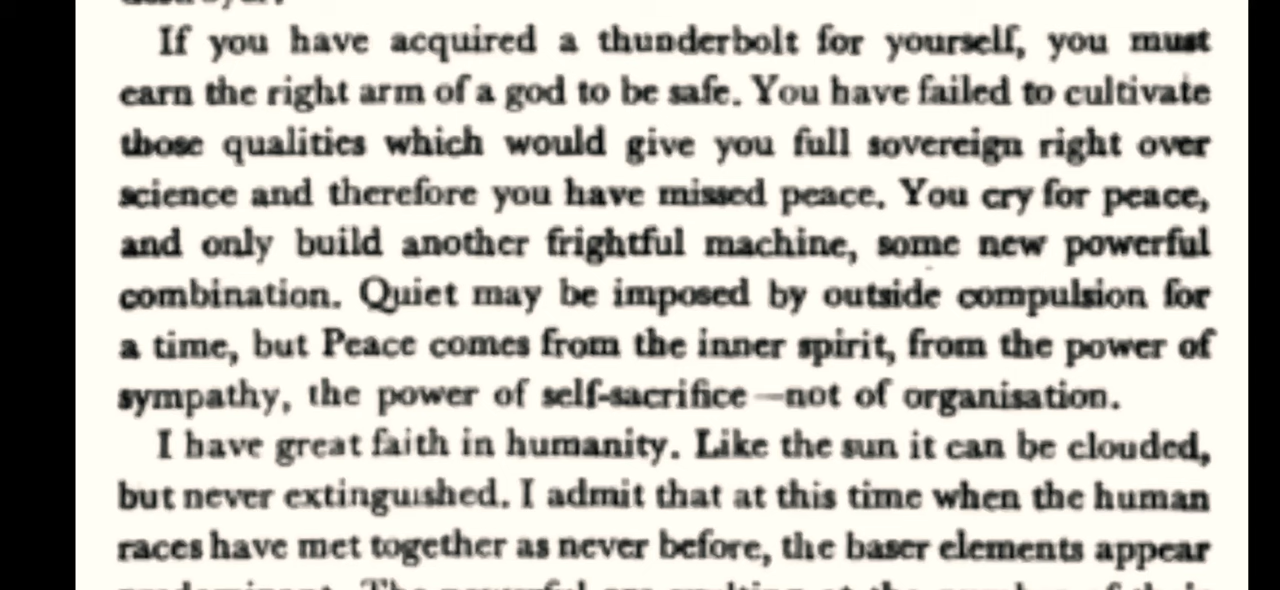 If you have acquired a thunderbolt for yourself, you must
earn the right arm of a god to be safe. You have failed to cultivate
those qualities which would give you full sovereign right over
science and therefore you have missed peace. You cry for peace,
and only build another frightful machine, some new powerful
combination. Quiet may be imposed by outside compulsion for
a time, but Peace comes from the inner spirit, from the power of
sympathy, the power of self-sacrifice—not of organisation.
I have great faith in humanity. Like the sun it can be clouded,
but never extinguished. I admit that at this time when the human
races have met together as never before, the baser elements appear